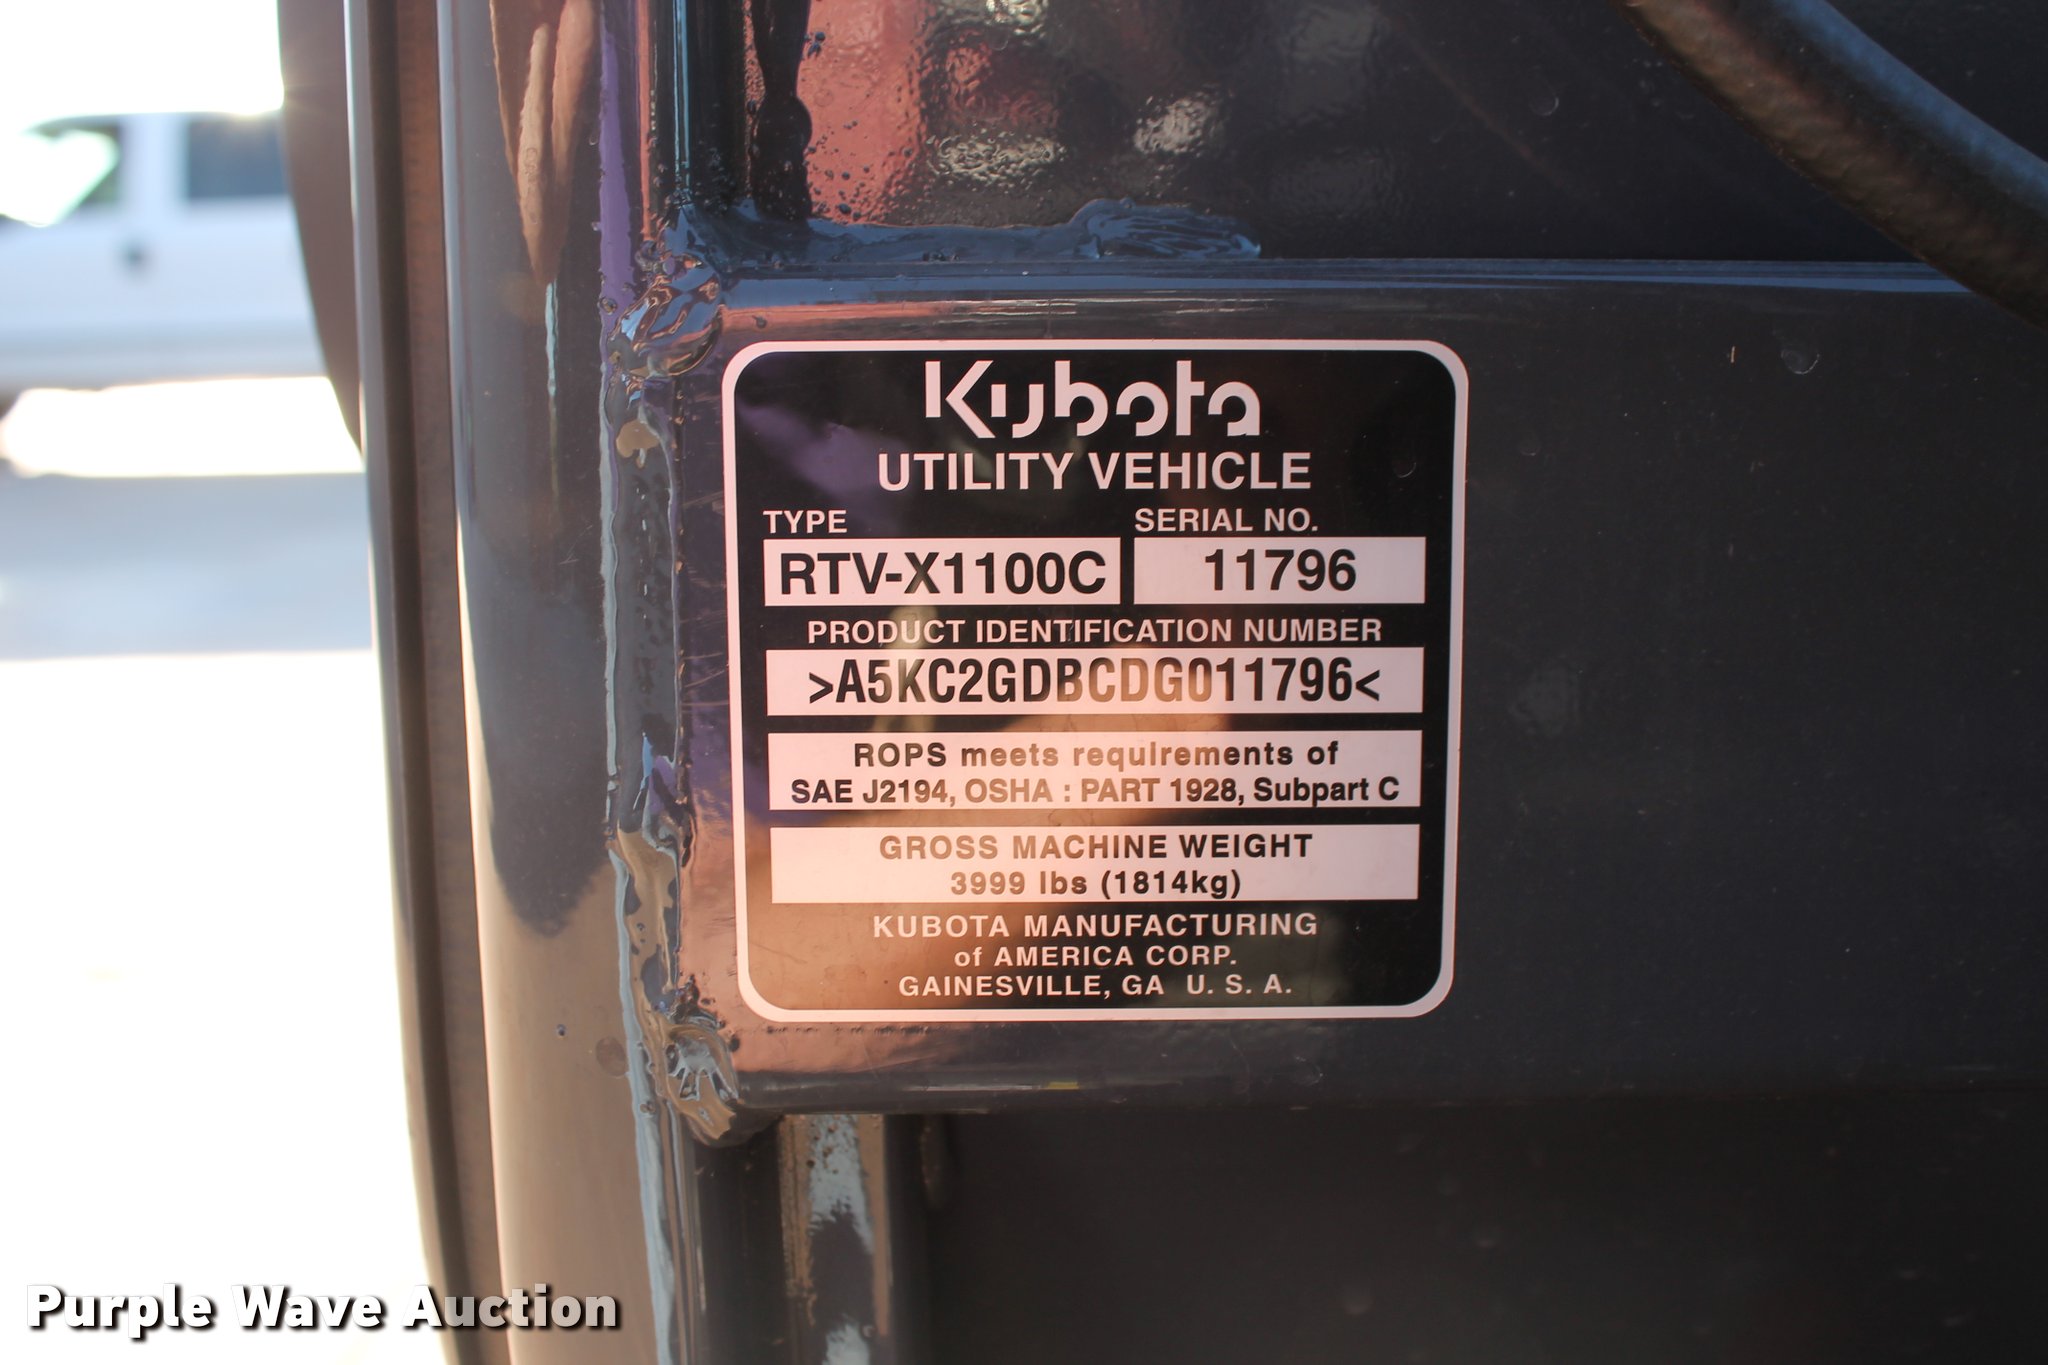 Kubota
UTILITY VEHICLE
TYPE SERIAL NO.
RTV-X1100C 11796
PRODUCT IDENTIFICATION NUMBER
>A5KC2GDBCDG011796<
ROPS meets requirements of
SAE J2194, OSHA : PART 1928, Subpart C
GROSS MACHINE WEIGHT
3999 lbs (1814kg)
KUBOTA MANUFACTURING
of AMERICA CORP.
GAINESVILLE, GA U. S. A.
Purple Wave Auction